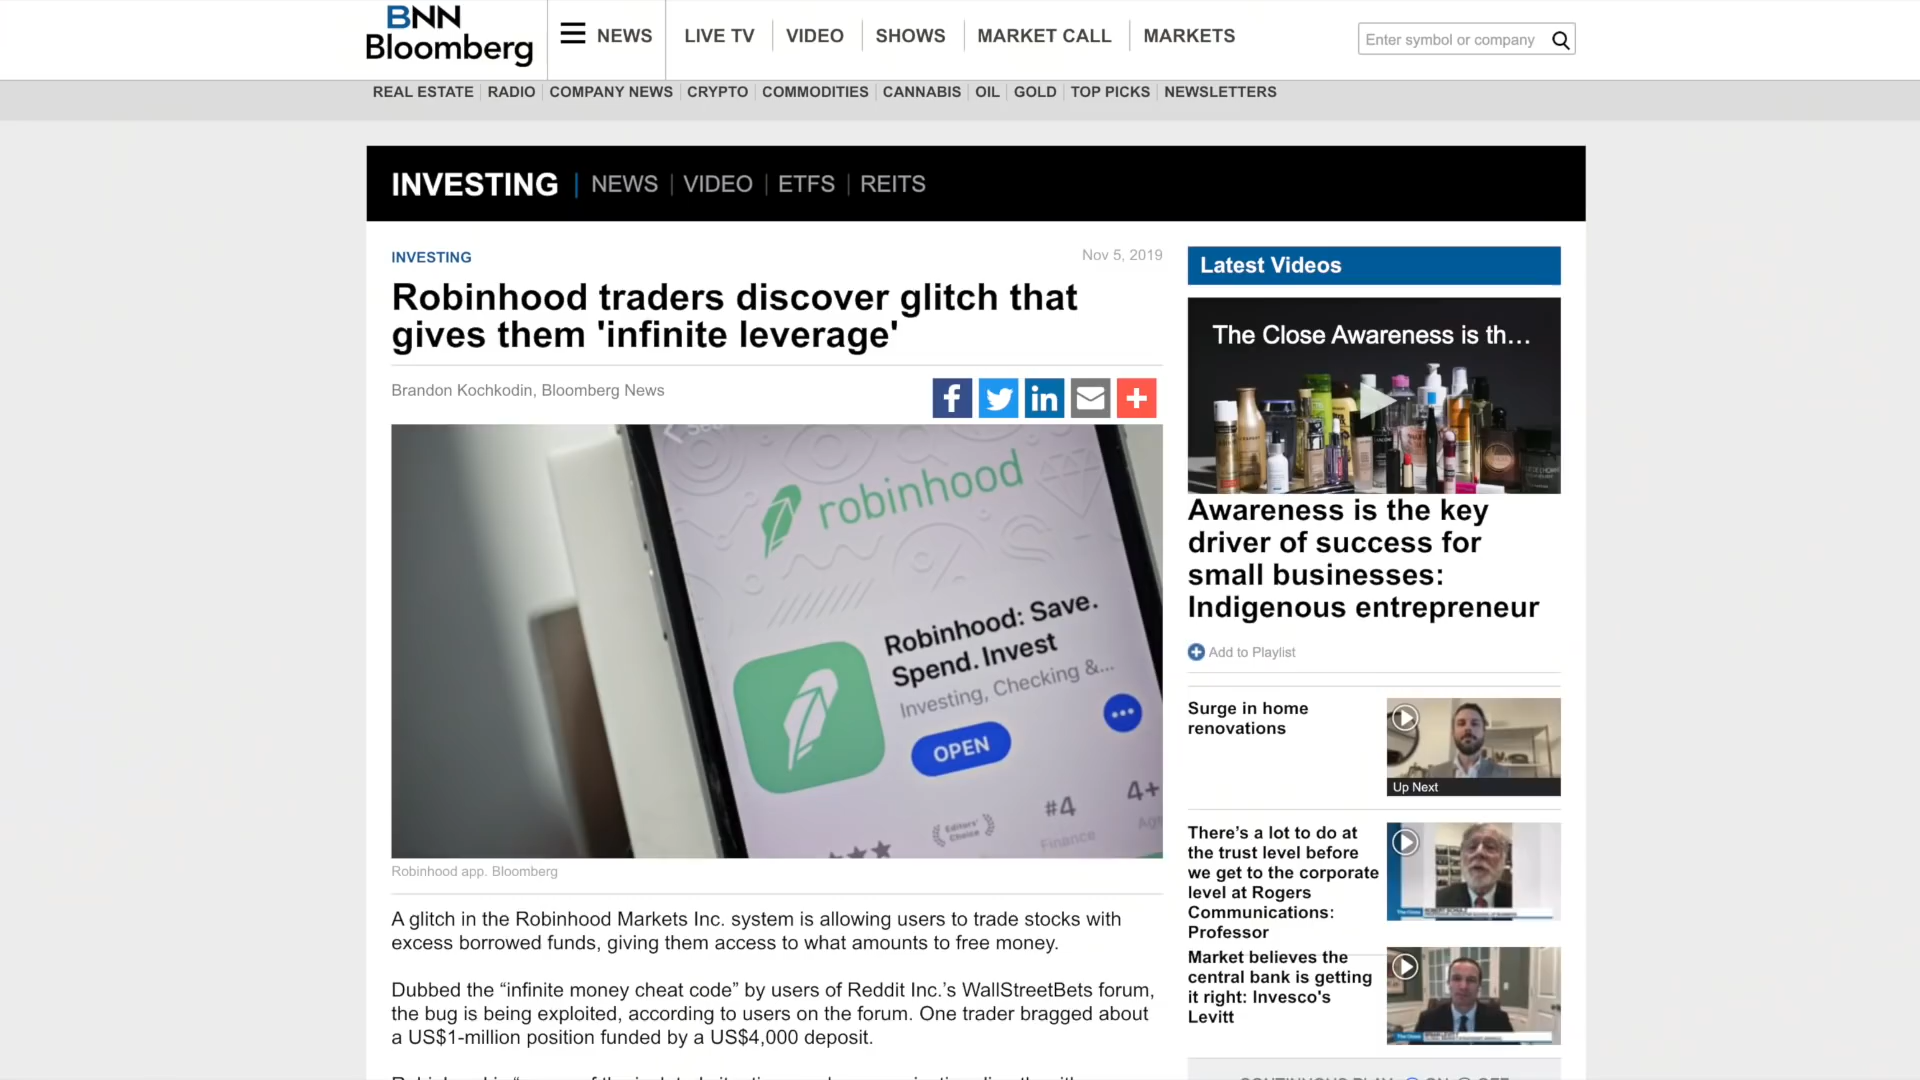 BNN
Bloomberg
NEWS
LIVE TV
VIDEO
SHOWS
MARKET CALL
MARKETS
Enter symbol or company
REAL ESTATE
RADIO
COMPANY NEWS
CRYPTO
COMMODITIES
CANNABIS
OIL
GOLD
TOP PICKS
NEWSLETTERS
INVESTING
NEWS
VIDEO
ETFS
REITS
INVESTING
Nov 5, 2019
Robinhood traders discover glitch that
gives them 'infinite leverage'
Brandon Kochkodin, Bloomberg News
robinhood
Robinhood: Save.
Spend. Invest
Investing, Checking &...
OPEN
#4
4+
Editors'
Choice
Finance
Robinhood app. Bloomberg
A glitch in the Robinhood Markets Inc. system is allowing users to trade stocks with
excess borrowed funds, giving them access to what amounts to free money.
Dubbed the “infinite money cheat code” by users of Reddit Inc.’s WallStreetBets forum,
the bug is being exploited, according to users on the forum. One trader bragged about
a US$1-million position funded by a US$4,000 deposit.
Latest Videos
The Close Awareness is th...
Awareness is the key
driver of success for
small businesses:
Indigenous entrepreneur
Add to Playlist
Surge in home
renovations
Up Next
There’s a lot to do at
the trust level before
we get to the corporate
level at Rogers
Communications:
Professor
Market believes the
central bank is getting
it right: Invesco's
Levitt